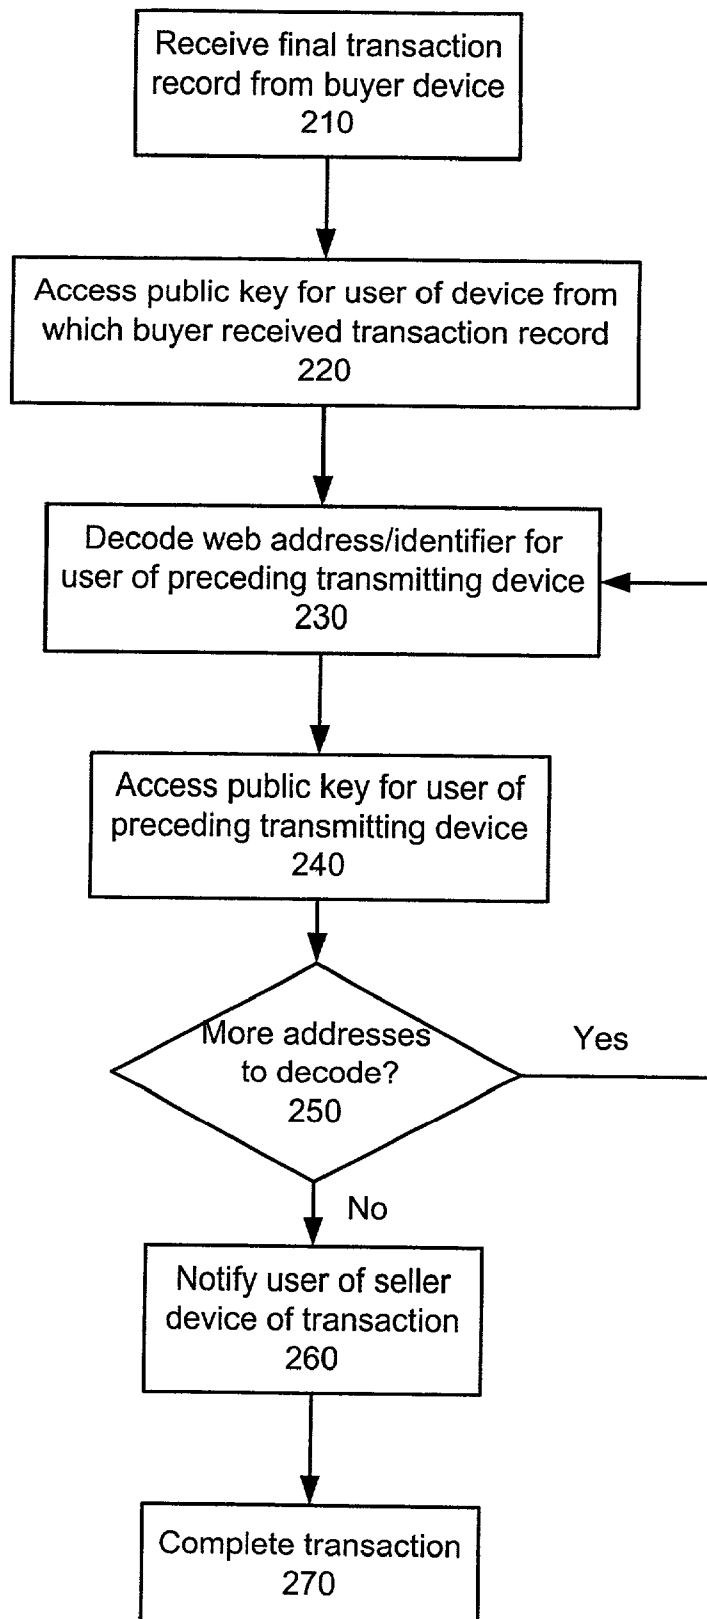 Receive final transaction
record from buyer device
210
Access public key for user of device from
which buyer received transaction record
220
Decode web address/identifier for
user of preceding transmitting device
230
Access public key for user of
preceding transmitting device
240
More addresses
to decode?
250
Yes
No
Notify user of seller
device of transaction
260
Complete transaction
270